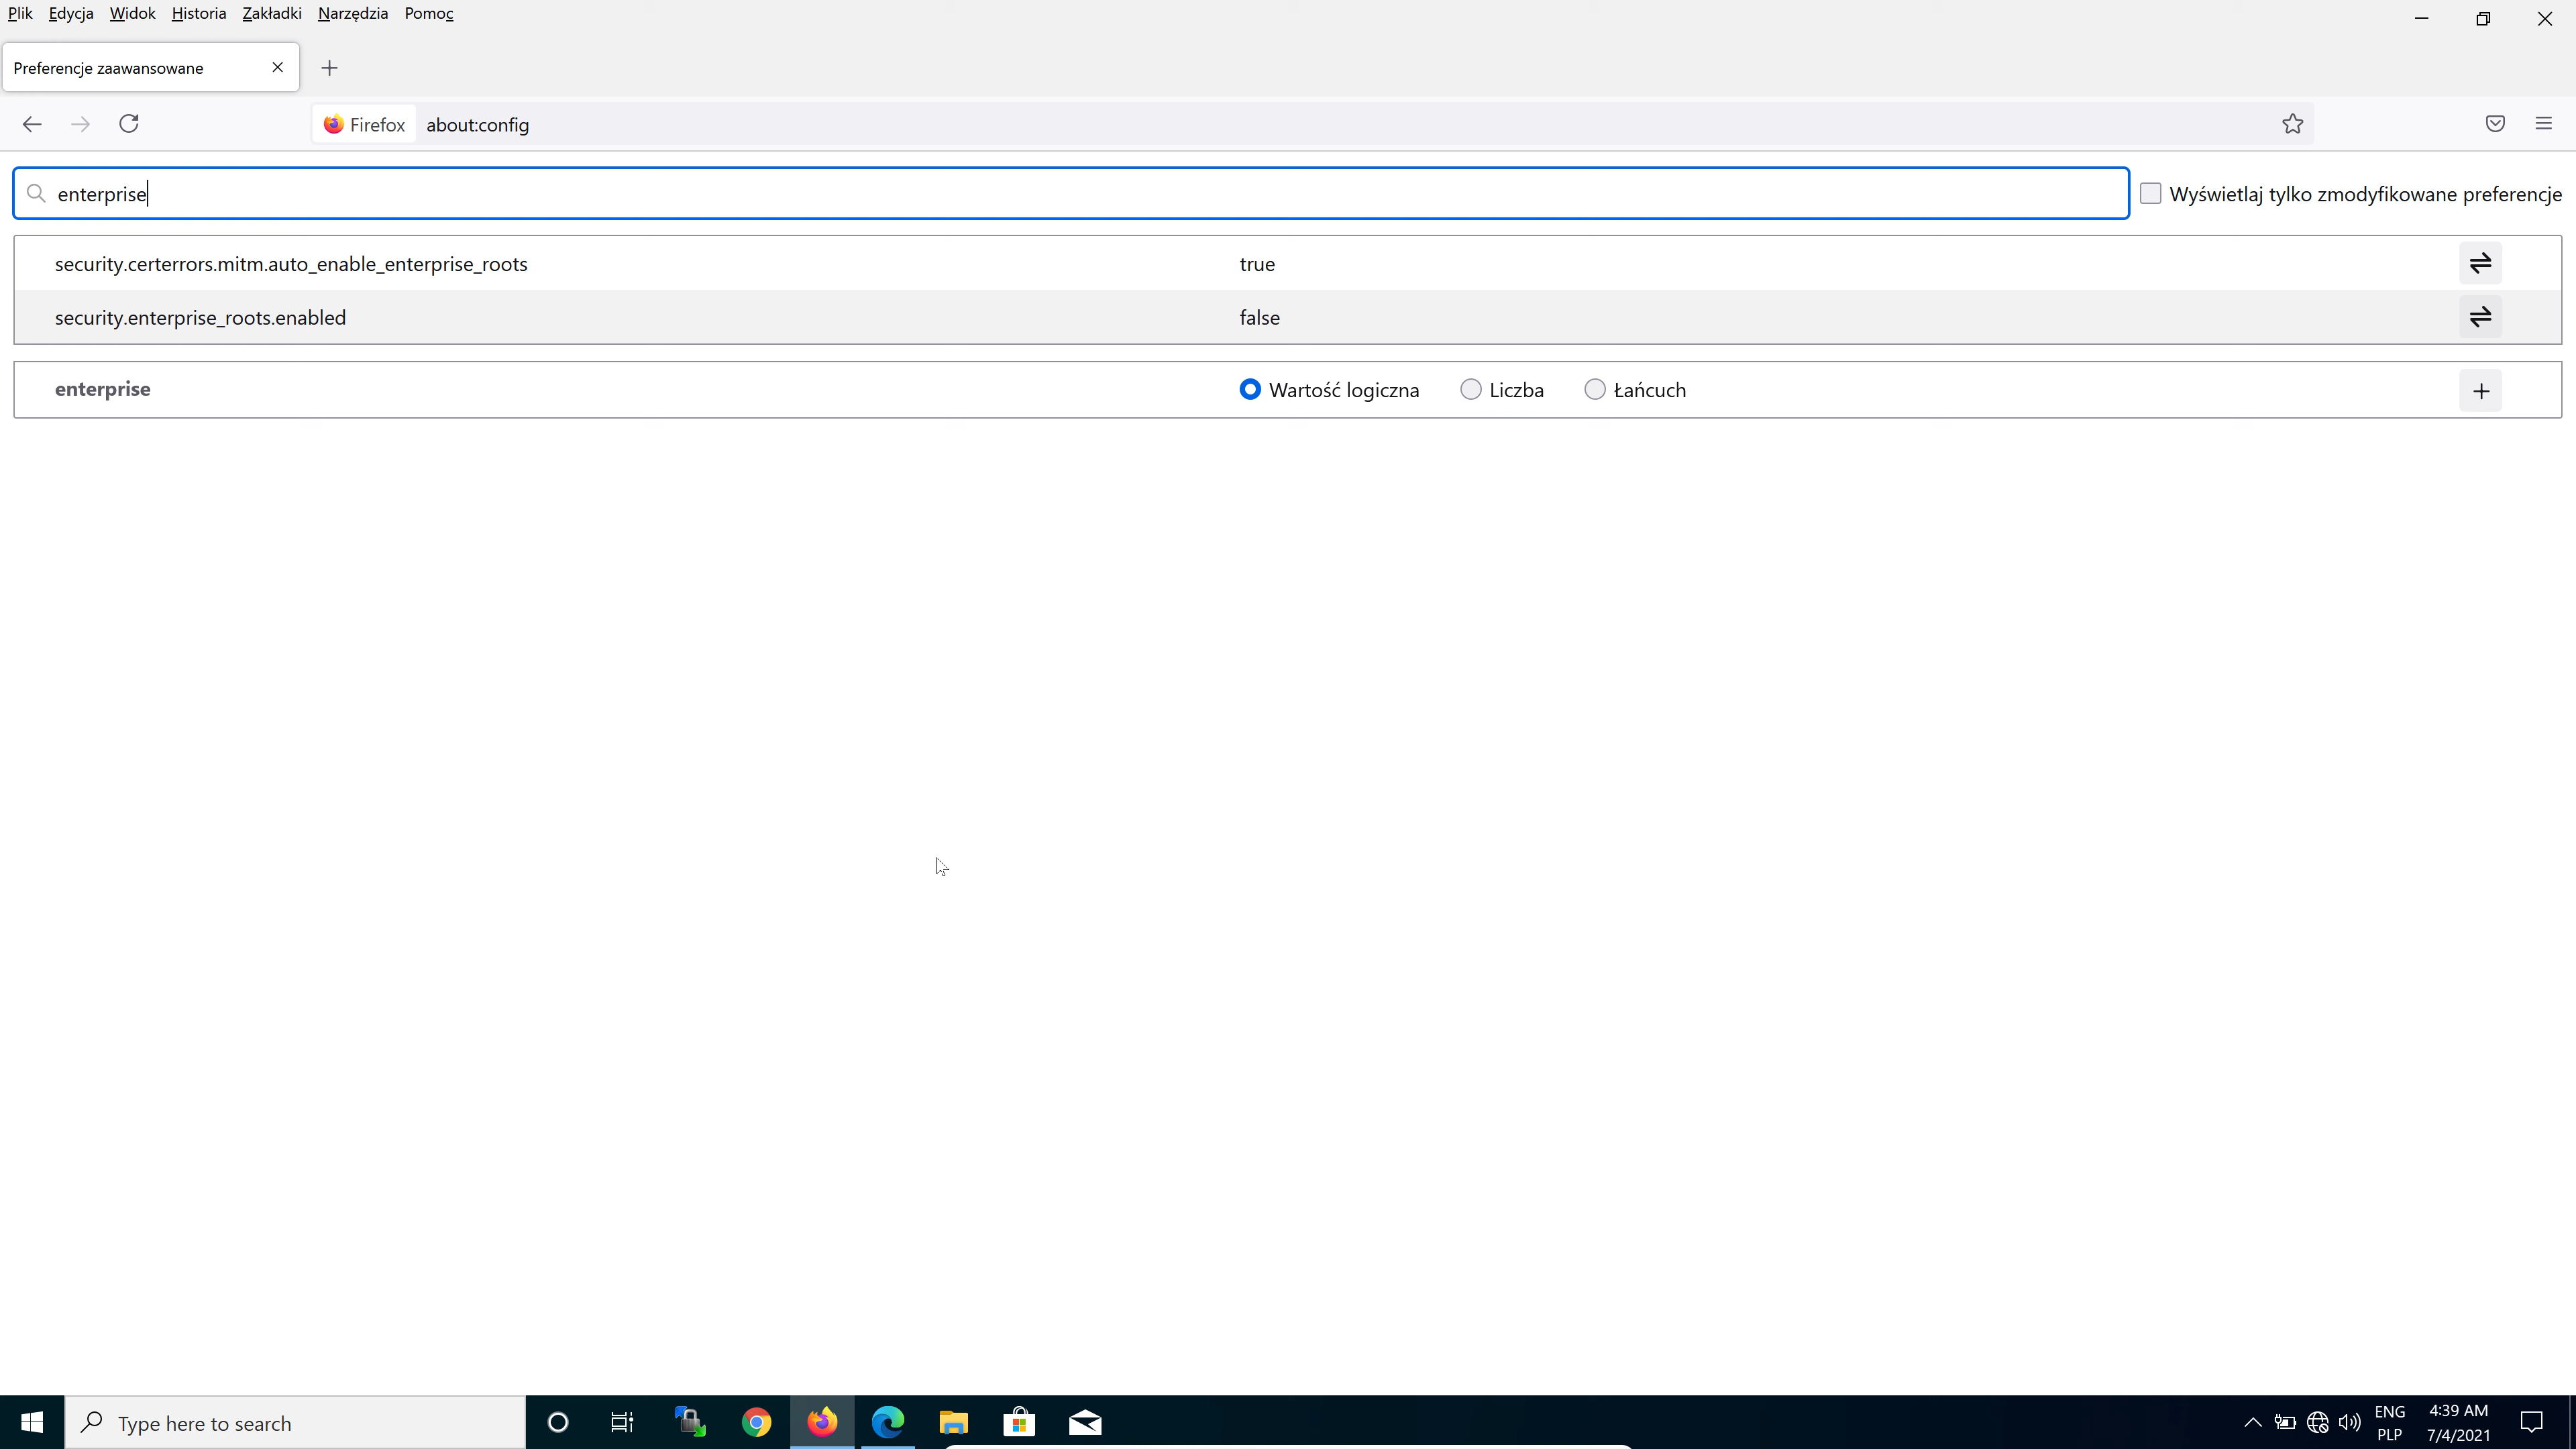 Plik Edycja Widok Historia Zakładki Narzędzia Pomoc
Preferencje zaawansowane
Firefox about:config
enterprise Wyświetlaj tylko zmodyfikowane preferencje
security.certerrors.mitm.auto_enable_enterprise_roots true
security.enterprise_roots.enabled false
enterprise Wartość logiczna Liczba Łańcuch
Type here to search
ENG 4:39 AM
PLP 7/4/2021